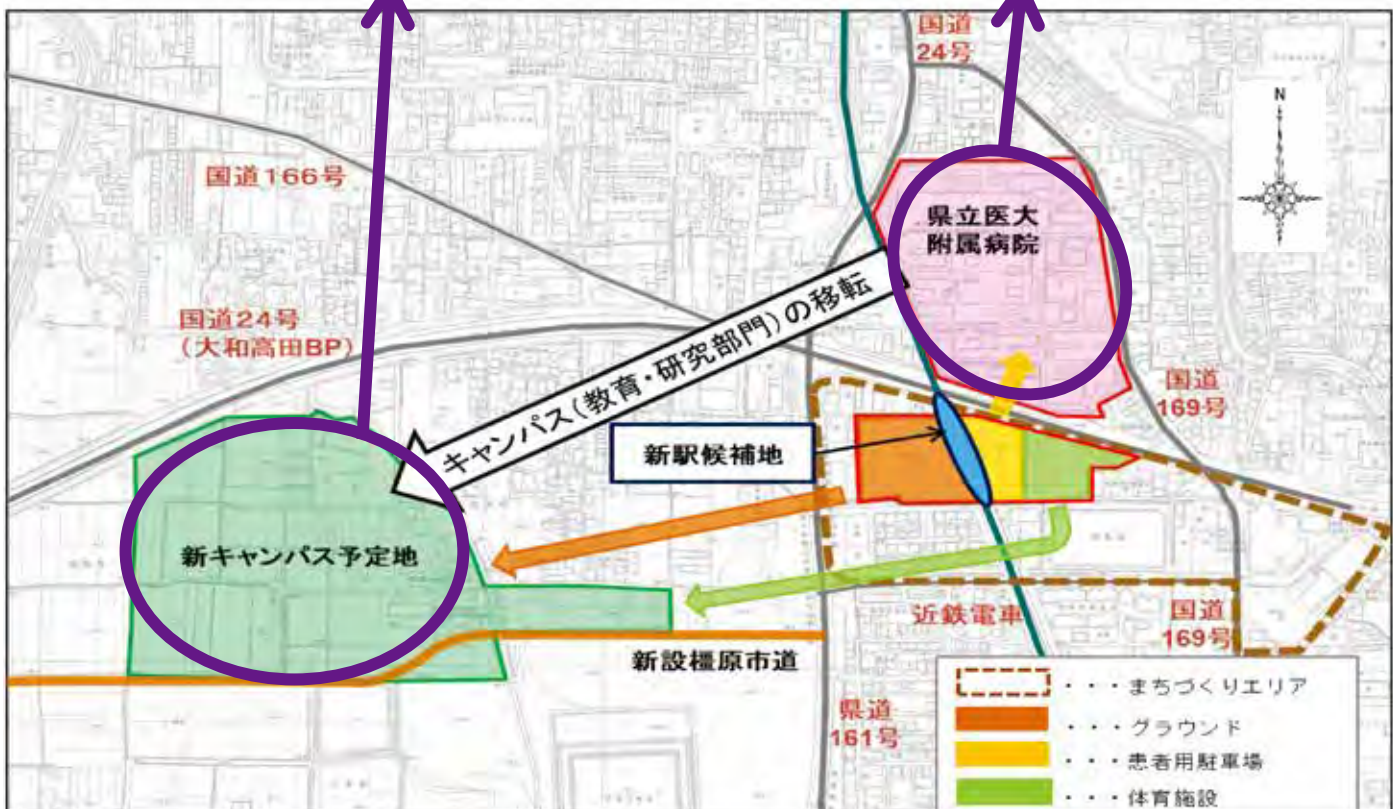 国道
24号
N
国道166号
県立医大
附属病院
国道24号
(大和高田BP)
キャンパス(教育・研究部門)の移転
国道
169号
新駅候補地
新キャンパス予定地
近鉄電車
国道
169号
新設橿原市道
県道
161号
・・・まちづくりエリア
・・・グラウンド
・・・患者用駐車場
・・・体育施設